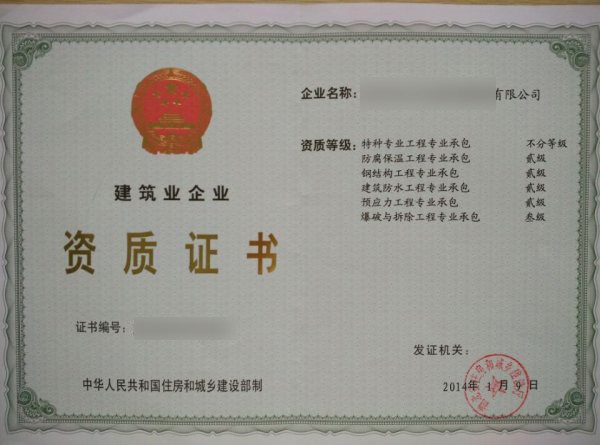 建筑业企业
资质证书
证书编号：
中华人民共和国住房和城乡建设部制
企业名称：
有限公司
资质等级：特种专业工程专业承包 不分等级
防腐保温工程专业承包 贰级
钢结构工程专业承包 贰级
建筑防水工程专业承包 贰级
预应力工程专业承包 贰级
爆破与拆除工程专业承包 叁级
发证机关：
2014年1月9日